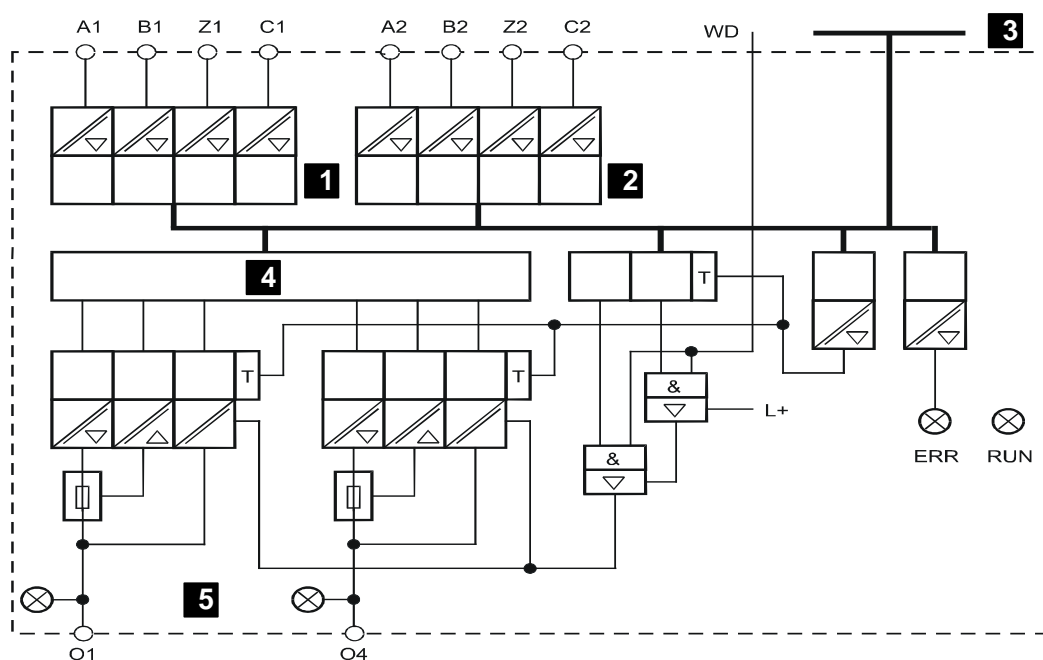 A1 B1 Z1 C1 A2 B2 Z2 C2 WD 3
1 2
4 T
T T &
L+
& ERR RUN
5
O1 O4